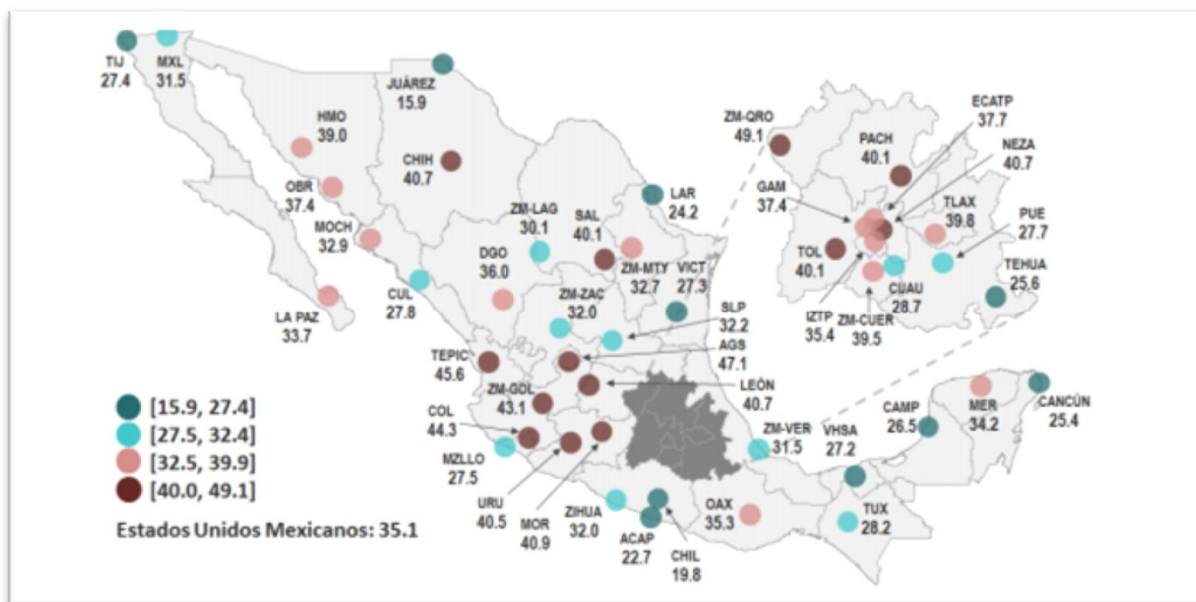 TIJ
27.4
MXL
31.5
JUÁREZ
15.9
HMO
39.0
CHIH
40.7
OBR
37.4
MOCH
32.9
LA PAZ
33.7
CUL
27.8
DGO
36.0
ZM-LAG
30.1
SAL
40.1
LAR
24.2
ZM-MTY
32.7
VICT
27.3
ZM-ZAC
32.0
SLP
32.2
AGS
47.1
LEÓN
40.7
TEPIC
45.6
ZM-GDL
43.1
COL
44.3
MZLLO
27.5
URU
40.5
MOR
40.9
ZIHUA
32.0
ACAP
22.7
CHIL
19.8
OAX
35.3
ZM-VER
31.5
VHSA
27.2
TUX
28.2
CAMP
26.5
MER
34.2
CANCÚN
25.4
ZM-QRO
49.1
PACH
40.1
ECATP
37.7
NEZA
40.7
GAM
37.4
TLAX
39.8
PUE
27.7
TEHUA
25.6
TOL
40.1
IZTP
35.4
ZM-CUER
39.5
CUAU
28.7
[15.9, 27.4]
[27.5, 32.4]
[32.5, 39.9]
[40.0, 49.1]
Estados Unidos Mexicanos: 35.1